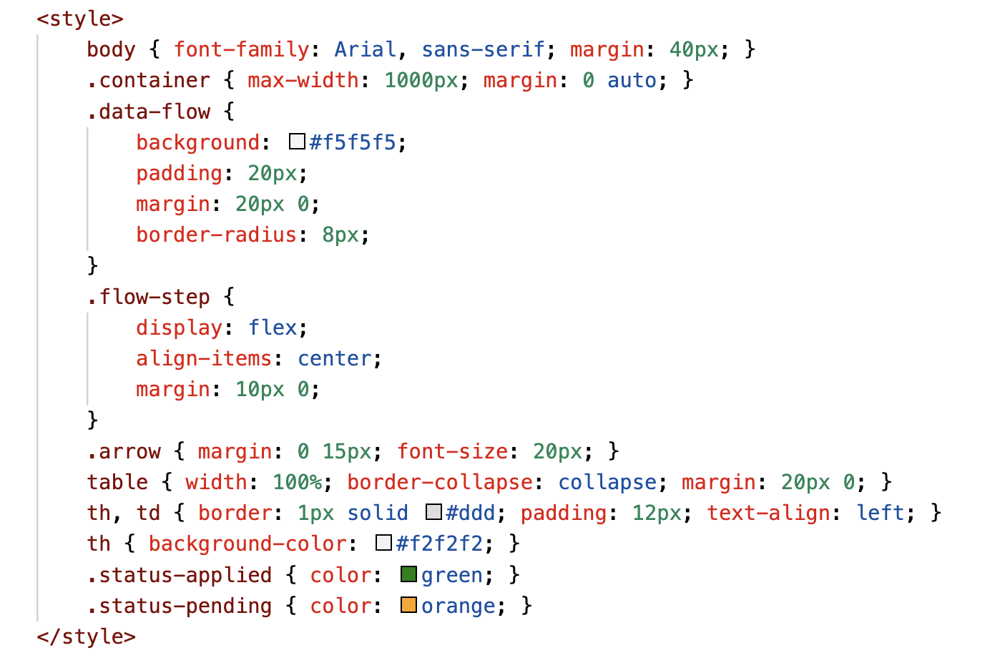 <style>
body { font-family: Arial, sans-serif; margin: 40px; }
.container { max-width: 1000px; margin: 0 auto; }
.data-flow {
background: #f5f5f5;
padding: 20px;
margin: 20px 0;
border-radius: 8px;
}
.flow-step {
display: flex;
align-items: center;
margin: 10px 0;
}
.arrow { margin: 0 15px; font-size: 20px; }
table { width: 100%; border-collapse: collapse; margin: 20px 0; }
th, td { border: 1px solid #ddd; padding: 12px; text-align: left; }
th { background-color: #f2f2f2; }
.status-applied { color: green; }
.status-pending { color: orange; }
</style>